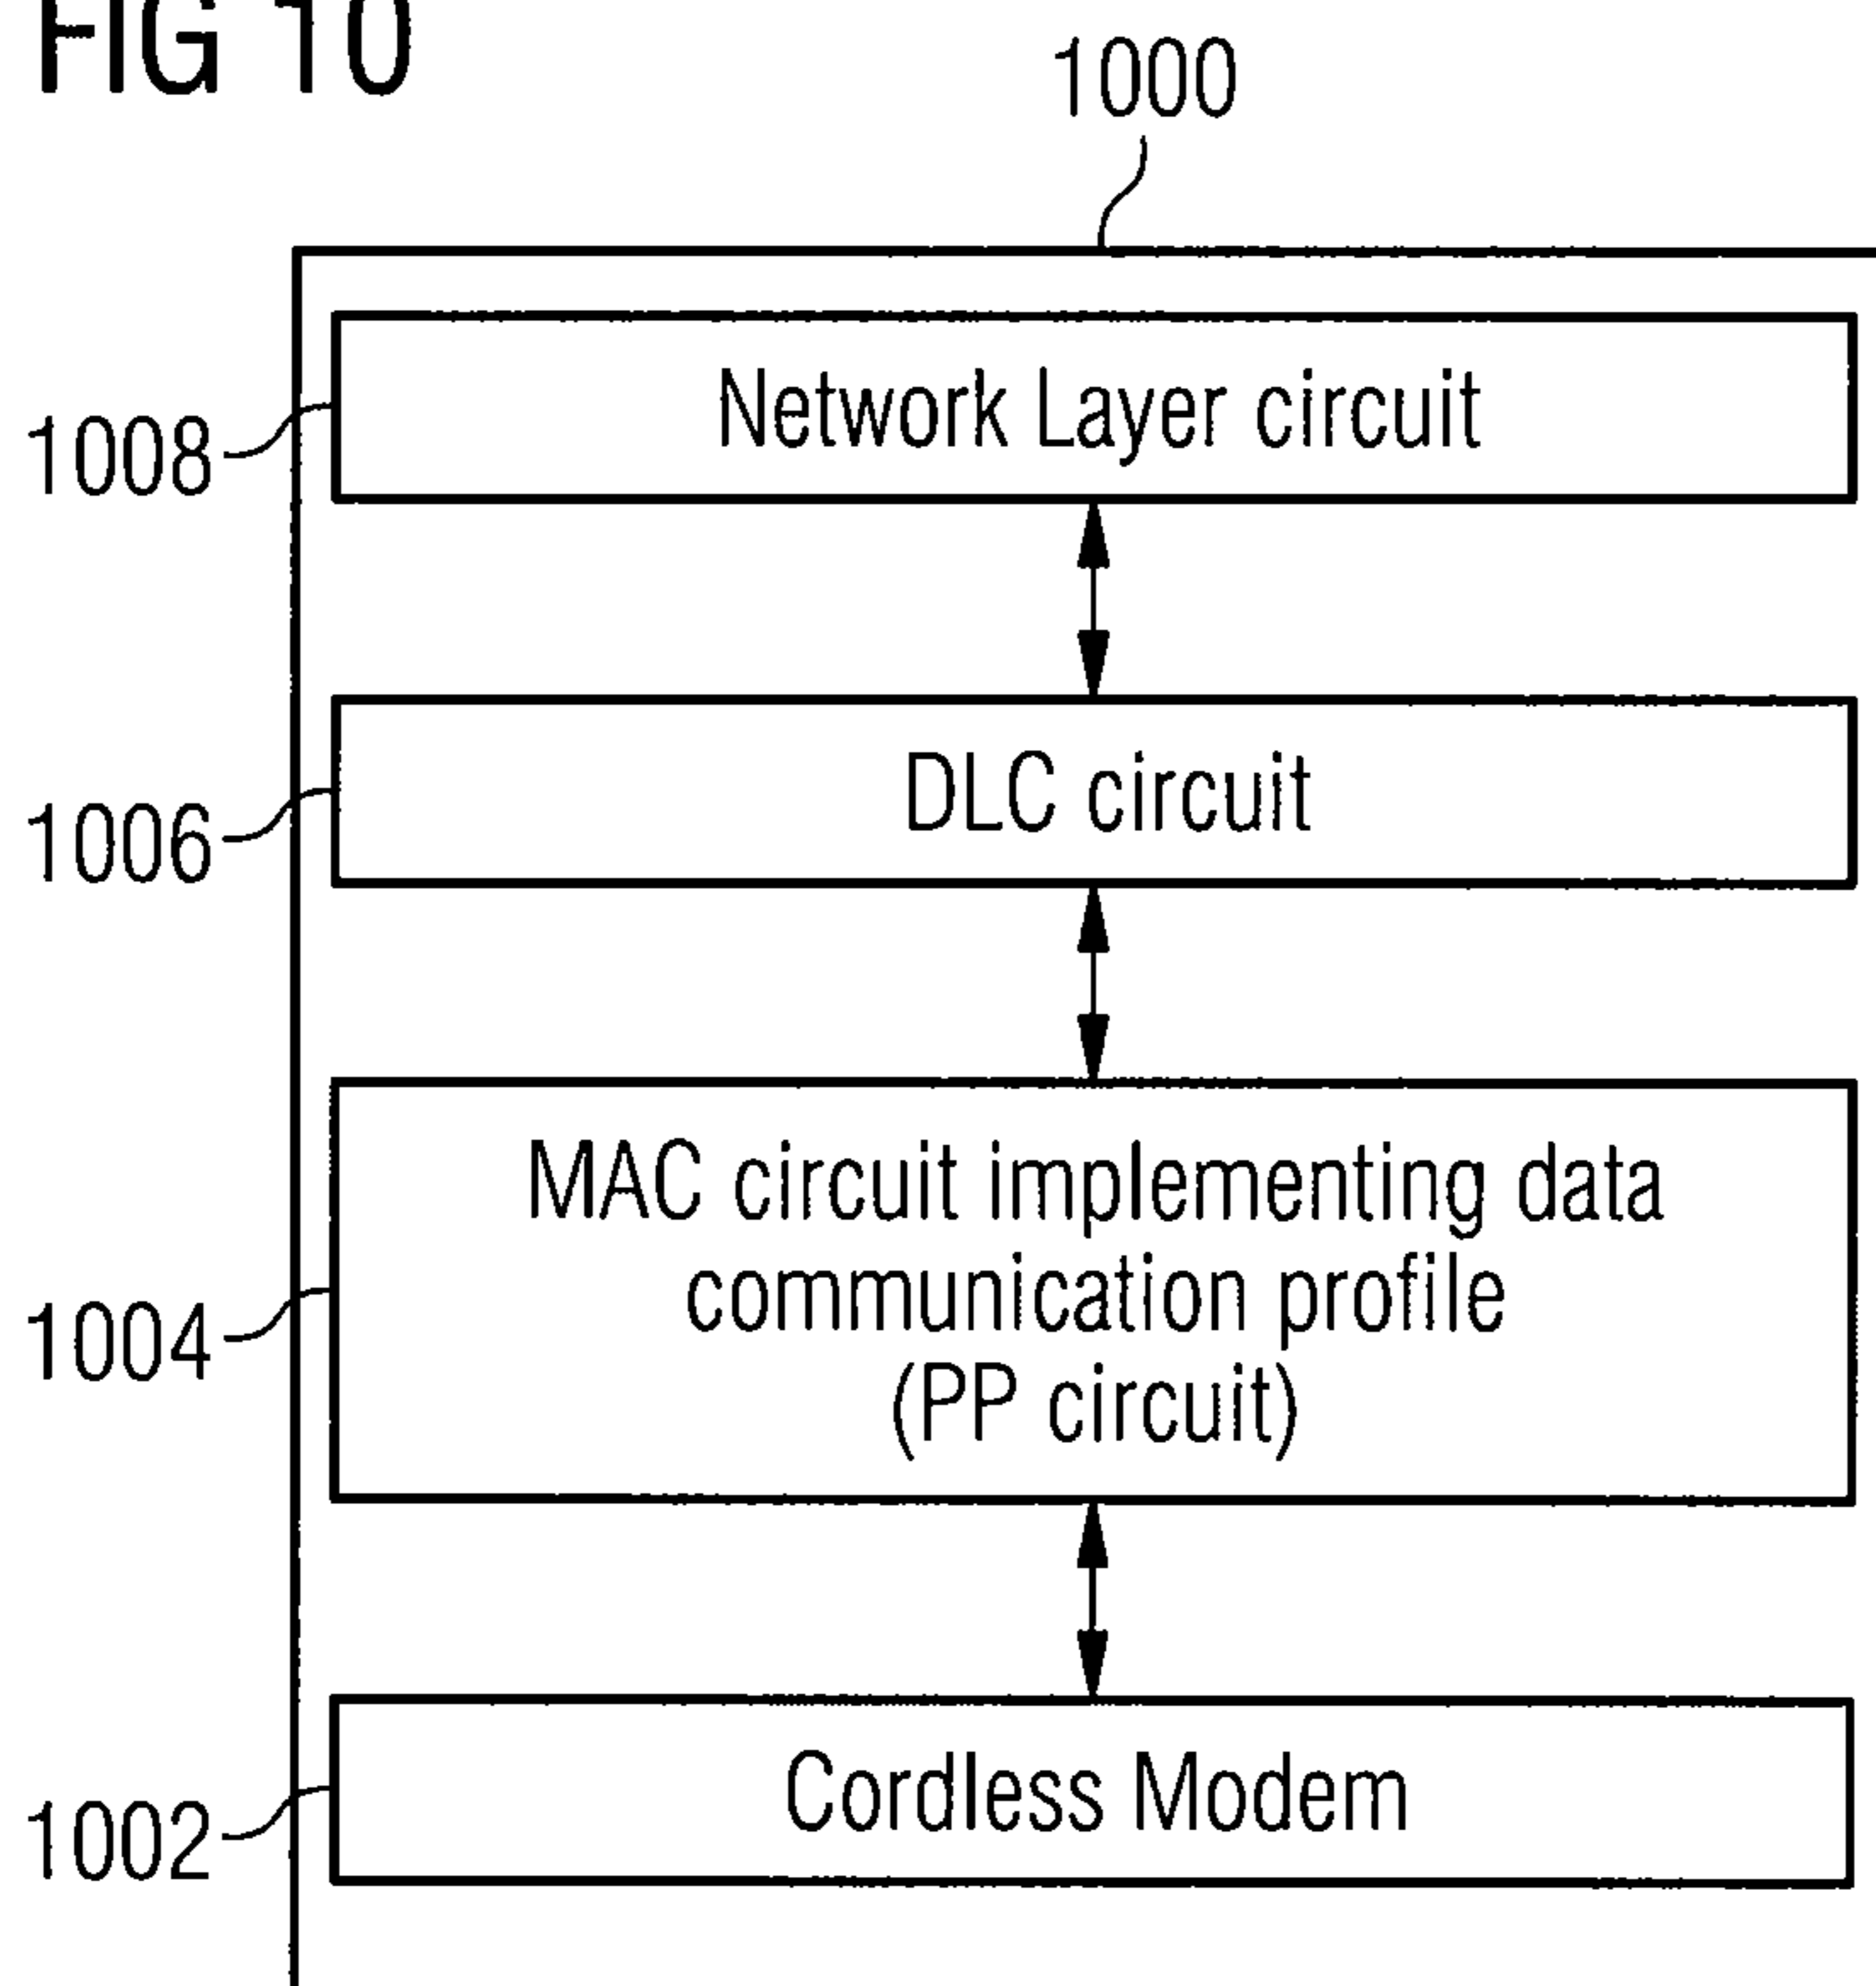 FIG 10
1000
Network Layer circuit
1008
DLC circuit
1006
MAC circuit implementing data
communication profile
(PP circuit)
1004
Cordless Modem
1002